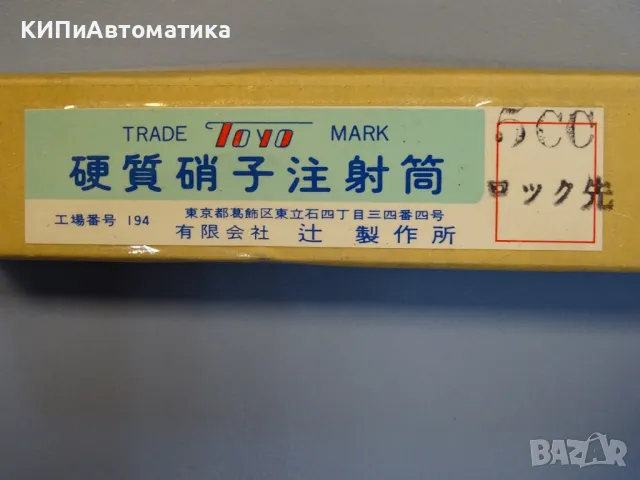 КИПиАвтоматика
TRADE TOYO MARK
硬質硝子注射筒
工場番号 194
東京都葛飾区東立石四丁目三四番四号
有限会社 辻 製作所
5CC
ロック先
BAZAR